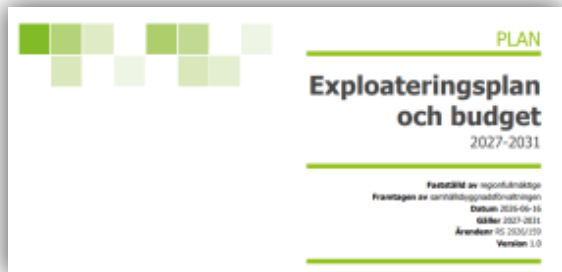 PLAN
Exploateringsplan
och budget
2027-2031
Fastställd av regionfullmäktige
Framtagen av samhällsbyggnadsförvaltningen
Datum 2026-06-16
Gäller 2027-2031
Ärendenr RS 2026/159
Version 1.0